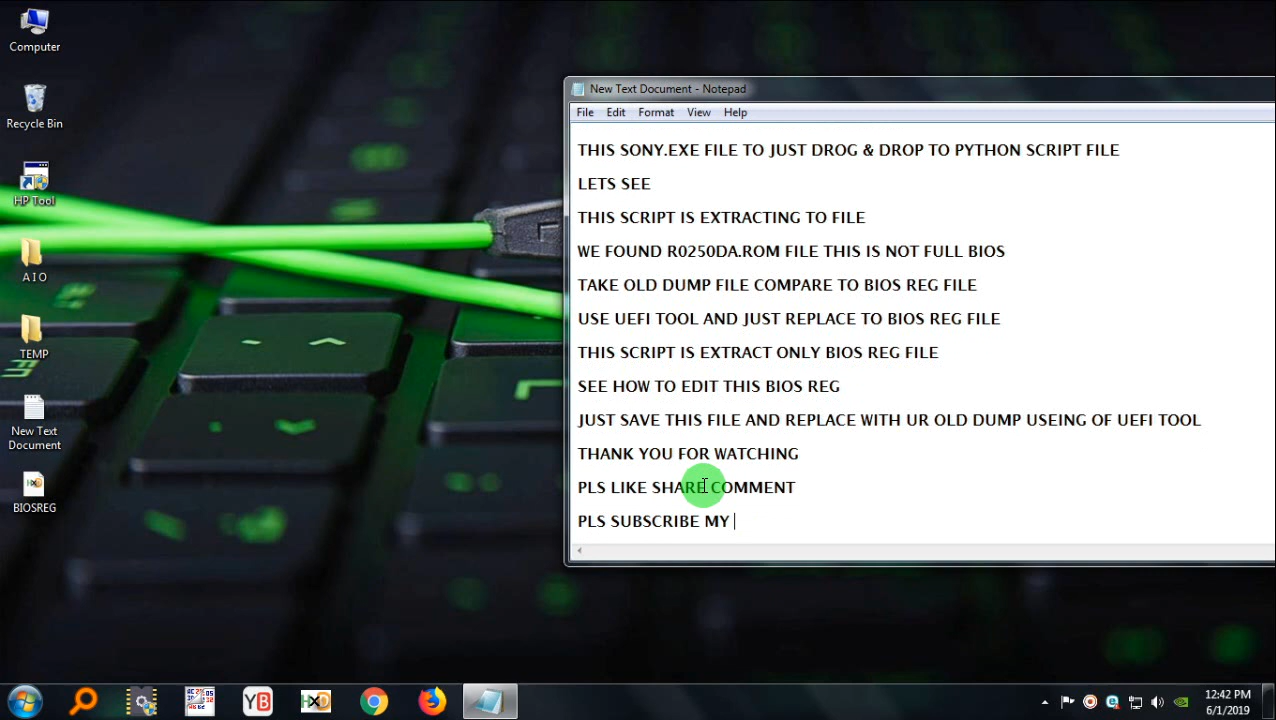 Computer
Recycle Bin
HP Tool
A I O
TEMP
New Text
Document
BIOSREG
New Text Document - Notepad
File Edit Format View Help
THIS SONY.EXE FILE TO JUST DROG & DROP TO PYTHON SCRIPT FILE
LETS SEE
THIS SCRIPT IS EXTRACTING TO FILE
WE FOUND R0250DA.ROM FILE THIS IS NOT FULL BIOS
TAKE OLD DUMP FILE COMPARE TO BIOS REG FILE
USE UEFI TOOL AND JUST REPLACE TO BIOS REG FILE
THIS SCRIPT IS EXTRACT ONLY BIOS REG FILE
SEE HOW TO EDIT THIS BIOS REG
JUST SAVE THIS FILE AND REPLACE WITH UR OLD DUMP USEING OF UEFI TOOL
THANK YOU FOR WATCHING
PLS LIKE SHARE COMMENT
PLS SUBSCRIBE MY
YB
HxD
12:42 PM
6/1/2019